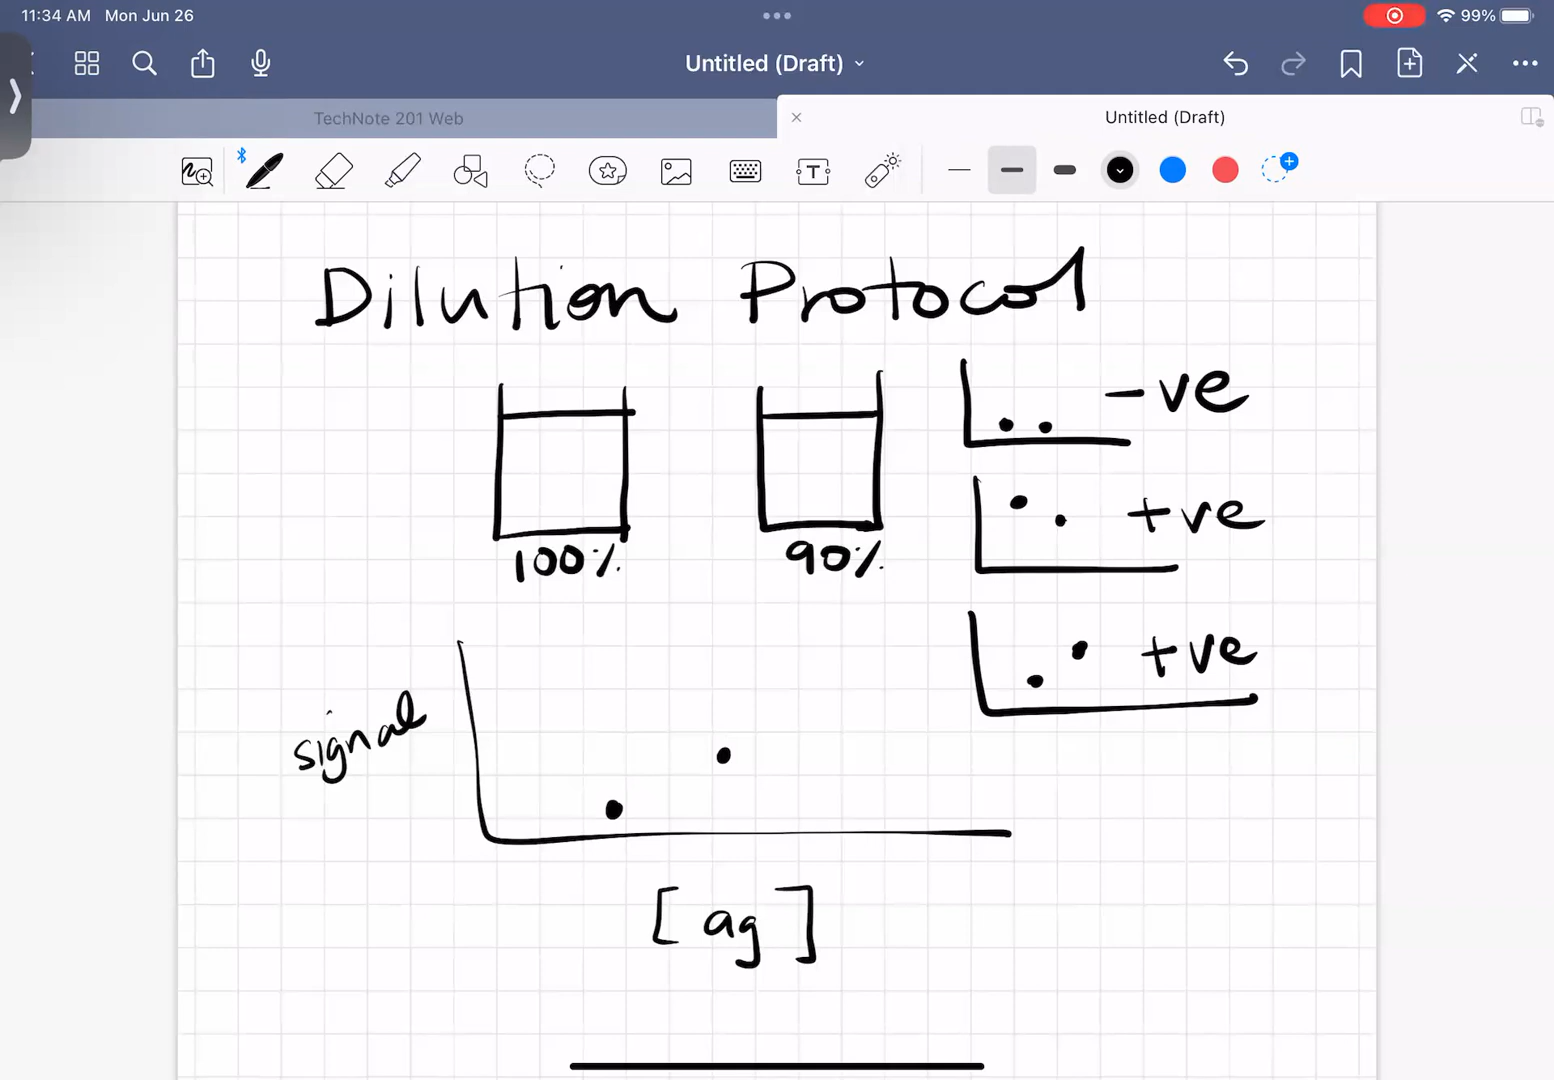 11:34 AM Mon Jun 26
99%
Untitled (Draft)
TechNote 201 Web
Untitled (Draft)
T
Dilution Protocol
-ve
100%
90%
+ve
+ve
signal
[ag]